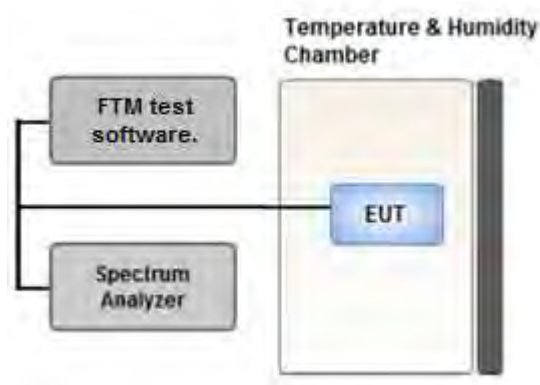 Temperature & Humidity
Chamber
FTM test
software.
EUT
Spectrum
Analyzer